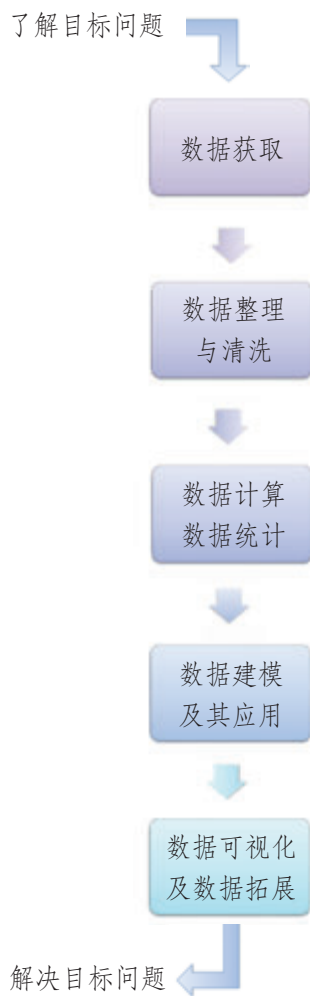 了解目标问题
数据获取
数据整理
与清洗
数据计算
数据统计
数据建模
及其应用
数据可视化
及数据拓展
解决目标问题